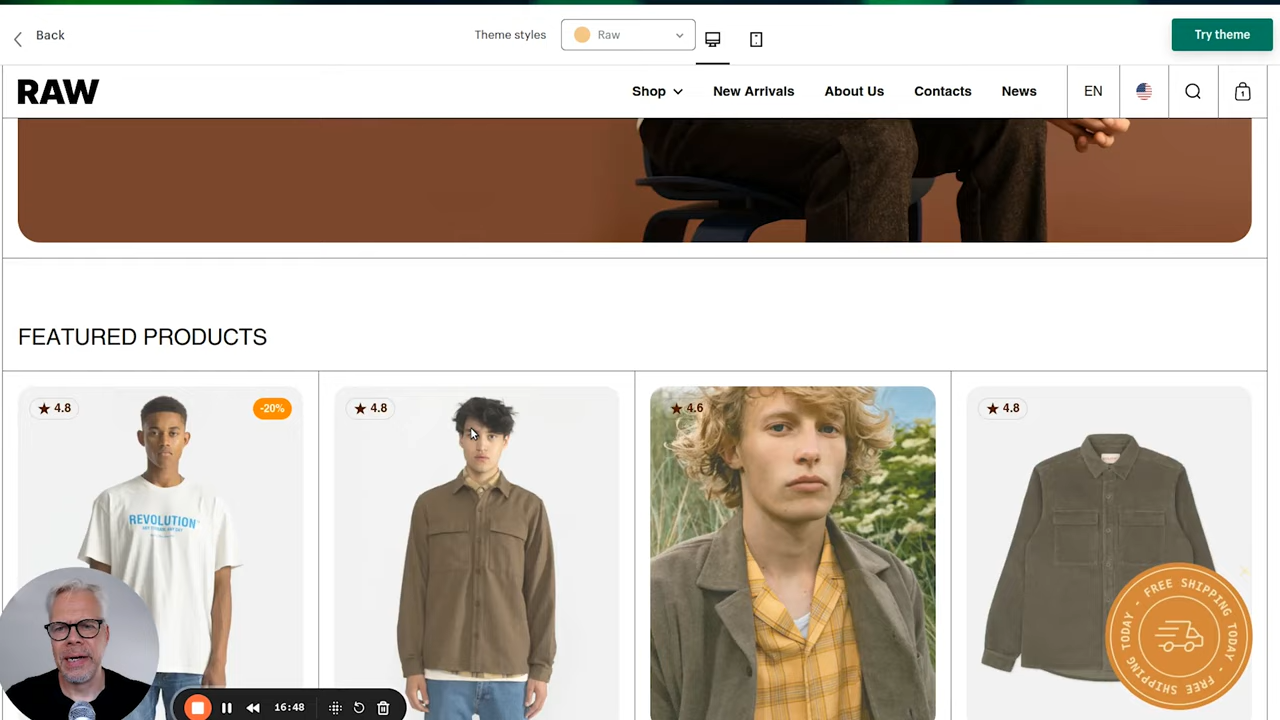 Back
Theme styles
Raw
Try theme
RAW
Shop
New Arrivals
About Us
Contacts
News
EN
1
FEATURED PRODUCTS
★ 4.8
-20%
★ 4.8
★ 4.6
★ 4.8
REVOLUTION
FREE SHIPPING TODAY - FREE SHIPPING TODAY -
16:48